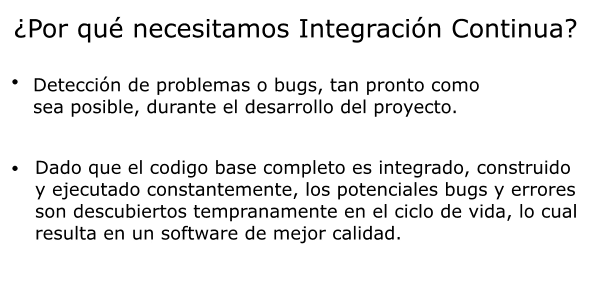 ¿Por qué necesitamos Integración Continua?
• Detección de problemas o bugs, tan pronto como
sea posible, durante el desarrollo del proyecto.
• Dado que el codigo base completo es integrado, construido
y ejecutado constantemente, los potenciales bugs y errores
son descubiertos tempranamente en el ciclo de vida, lo cual
resulta en un software de mejor calidad.